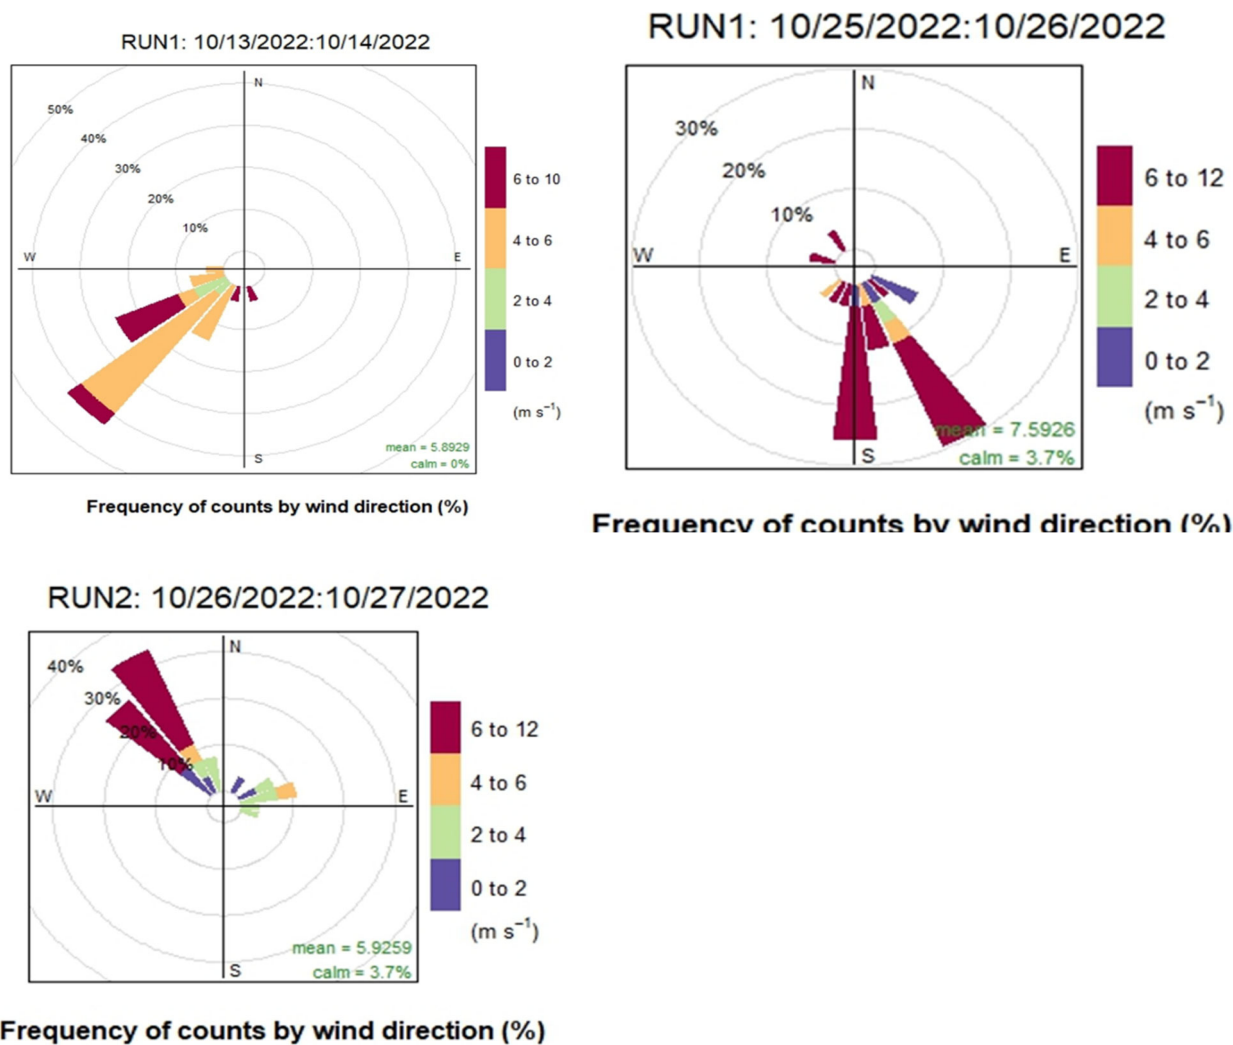 RUN1: 10/13/2022:10/14/2022
N
50%
40%
30%
20%
10%
W
E
S
6 to 10
4 to 6
2 to 4
0 to 2
(m s⁻¹)
mean = 5.8929
calm = 0%
Frequency of counts by wind direction (%)
RUN1: 10/25/2022:10/26/2022
N
30%
20%
10%
W
E
S
6 to 12
4 to 6
2 to 4
0 to 2
(m s⁻¹)
mean = 7.5926
calm = 3.7%
Frequency of counts by wind direction (%)
RUN2: 10/26/2022:10/27/2022
N
40%
30%
20%
10%
W
E
S
6 to 12
4 to 6
2 to 4
0 to 2
(m s⁻¹)
mean = 5.9259
calm = 3.7%
Frequency of counts by wind direction (%)